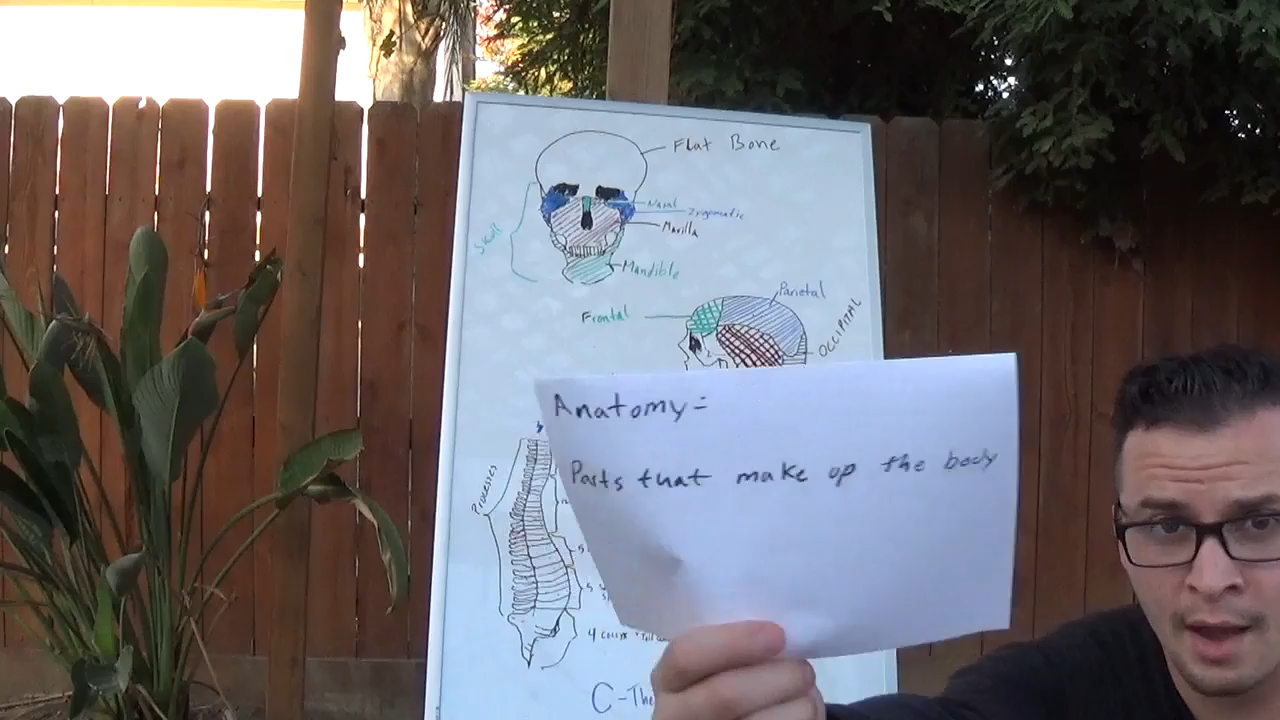 Flat Bone
Nasal
Zygomatic
Maxilla
Skull
Mandible
Parietal
Frontal
OCCIPITAL
Anatomy=
Parts that make up the body
Processes
4 COCCYX
C-The